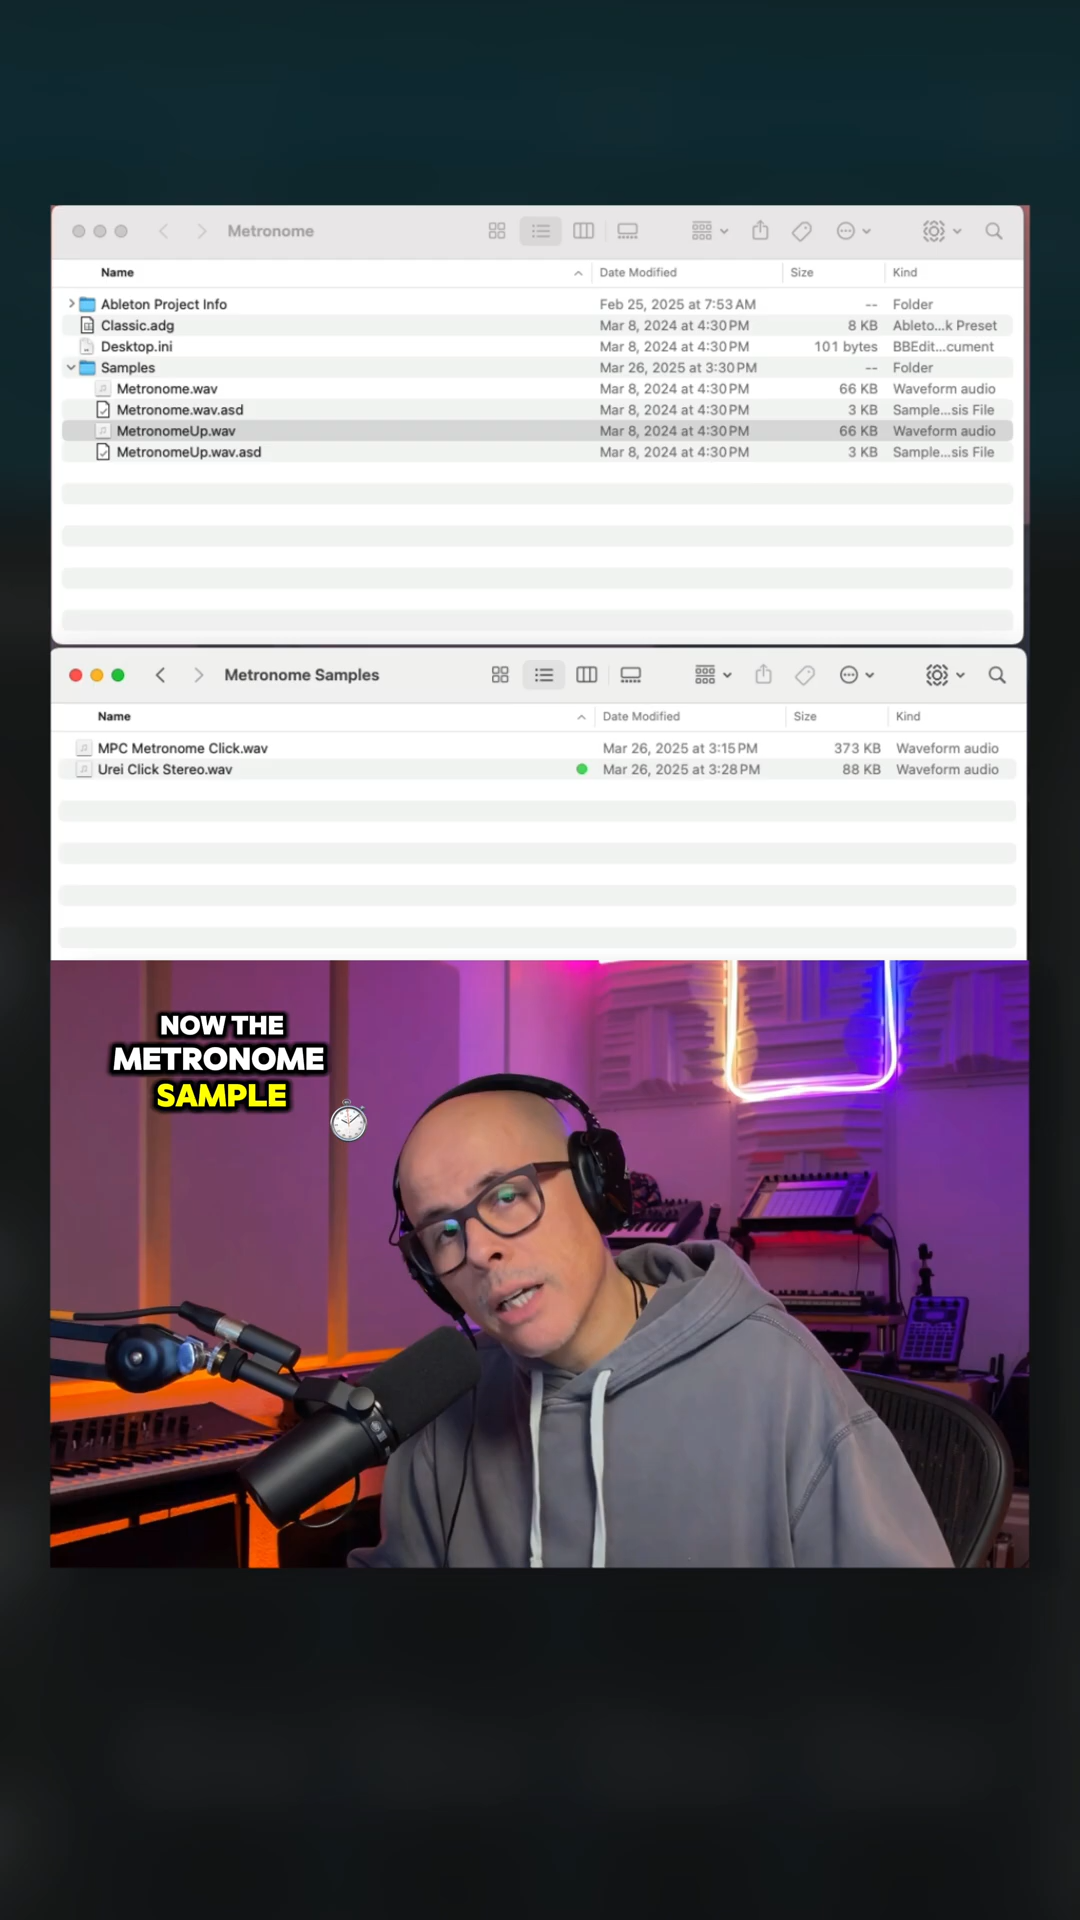 Metronome
Name Date Modified Size Kind
Ableton Project Info Feb 25, 2025 at 7:53 AM -- Folder
Classic.adg Mar 8, 2024 at 4:30 PM 8 KB Ableto...k Preset
Desktop.ini Mar 8, 2024 at 4:30 PM 101 bytes BBEdit...cument
Samples Mar 26, 2025 at 3:30 PM -- Folder
Metronome.wav Mar 8, 2024 at 4:30 PM 66 KB Waveform audio
Metronome.wav.asd Mar 8, 2024 at 4:30 PM 3 KB Sample...sis File
MetronomeUp.wav Mar 8, 2024 at 4:30 PM 66 KB Waveform audio
MetronomeUp.wav.asd Mar 8, 2024 at 4:30 PM 3 KB Sample...sis File
Metronome Samples
Name Date Modified Size Kind
MPC Metronome Click.wav Mar 26, 2025 at 3:15 PM 373 KB Waveform audio
Urei Click Stereo.wav Mar 26, 2025 at 3:28 PM 88 KB Waveform audio
NOW THE
METRONOME
SAMPLE